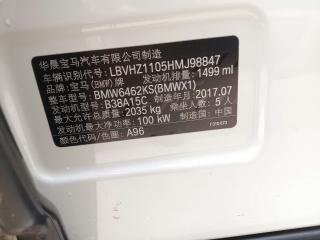 华晨宝马汽车有限公司制造
车辆识别代号: LBVHZ1105HMJ98847
品牌: 宝马(BMW)牌 发动机排量: 1499 ml
整车型号: BMW6462KS(BMWX1)
发动机型号: B38A15C 制造年月: 2017.07
最大允许总质量: 2035 kg 乘坐人数: 5 人
发动机最大净功率: 100 kW 制造国: 中国
颜色代码/色圈: A96